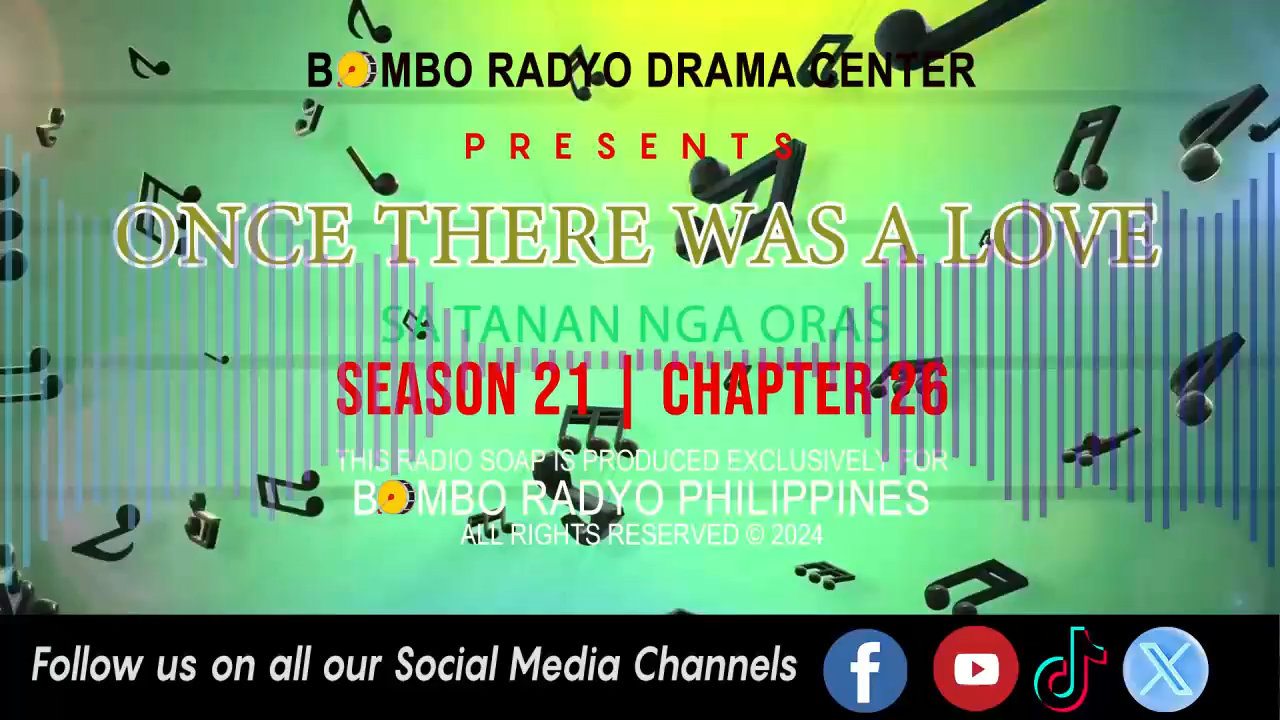 BOMBO RADYO DRAMA CENTER
PRESENTS
ONCE THERE WAS A LOVE
SA TANAN NGA ORAS
SEASON 21 | CHAPTER 26
THIS RADIO SOAP IS PRODUCED EXCLUSIVELY FOR
BOMBO RADYO PHILIPPINES
ALL RIGHTS RESERVED © 2024
Follow us on all our Social Media Channels